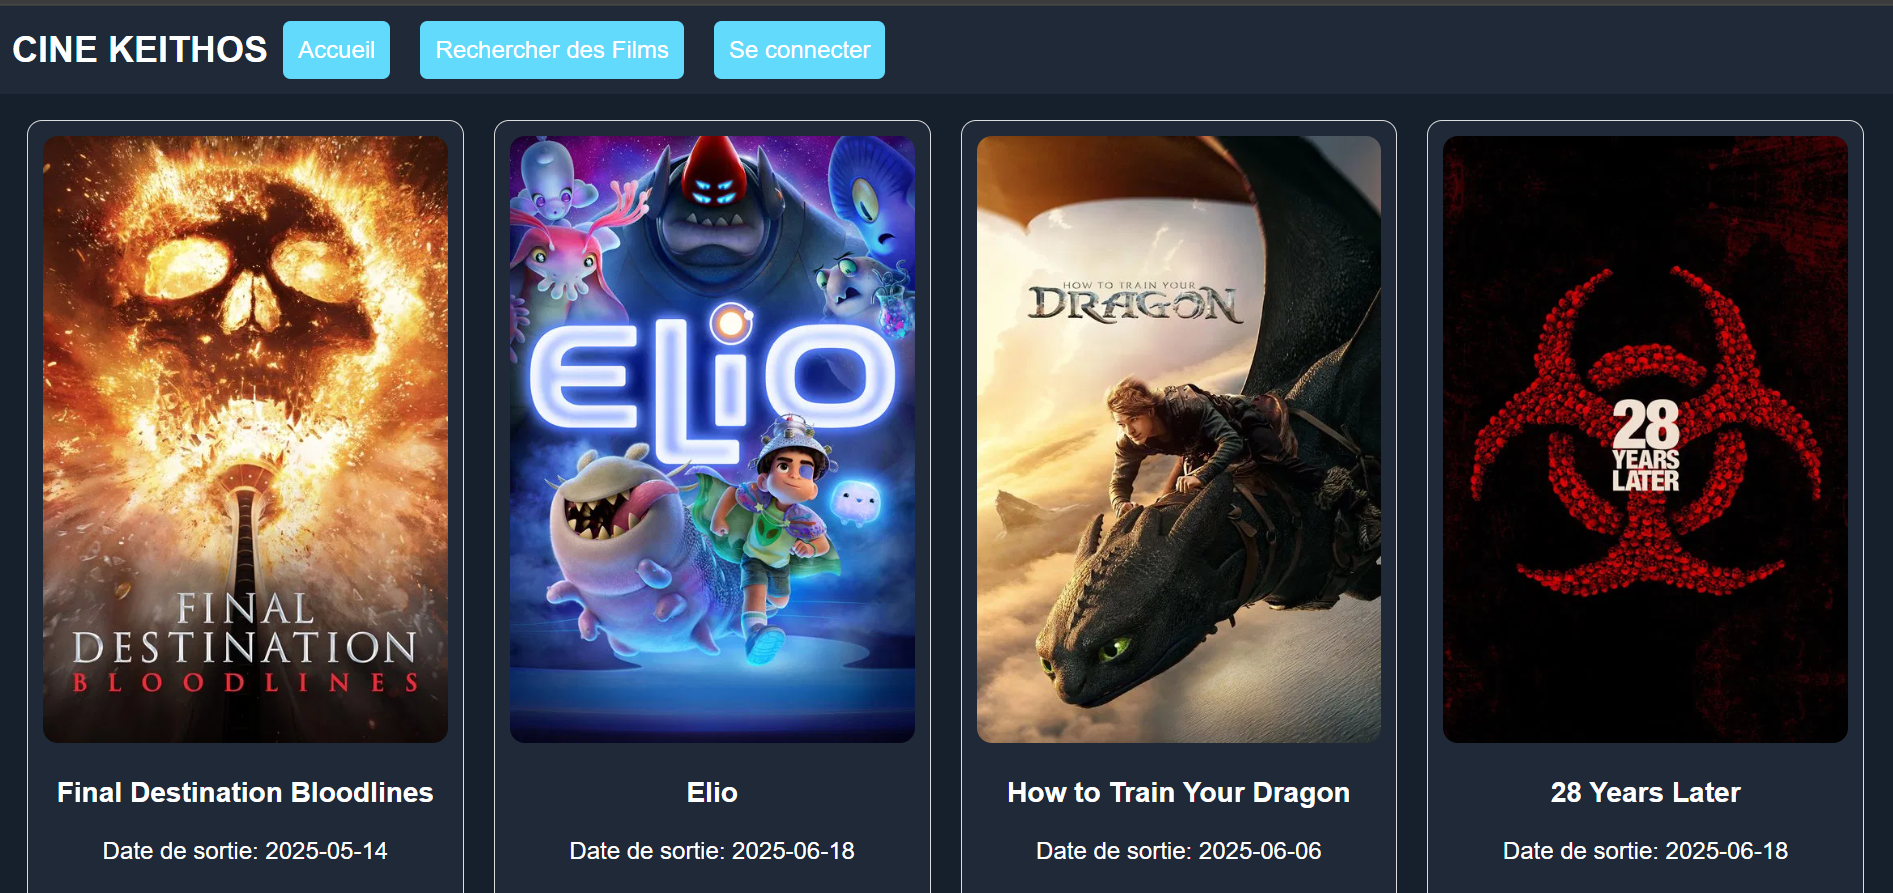 CINE KEITHOS
Accueil
Rechercher des Films
Se connecter
FINAL
DESTINATION
BLOODLINES
ELiO
HOW TO TRAIN YOUR
DRAGON
28
YEARS
LATER
Final Destination Bloodlines
Elio
How to Train Your Dragon
28 Years Later
Date de sortie: 2025-05-14
Date de sortie: 2025-06-18
Date de sortie: 2025-06-06
Date de sortie: 2025-06-18